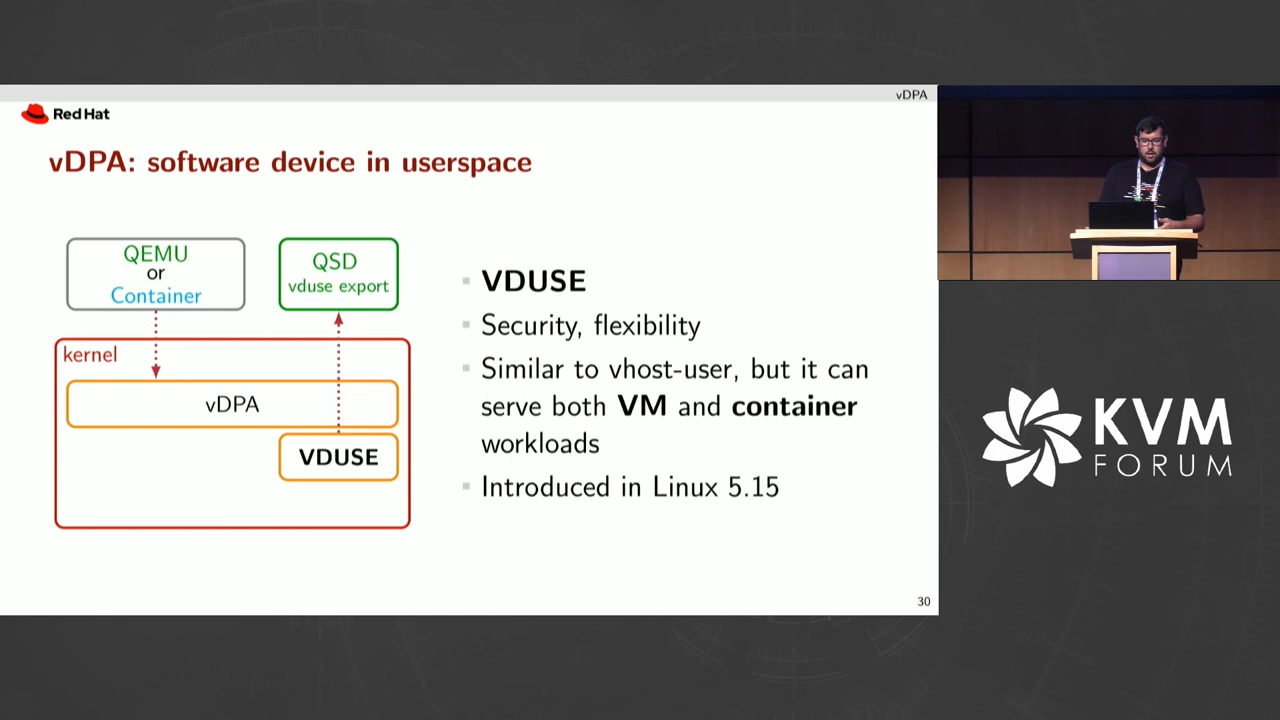 vDPA
Red Hat
vDPA: software device in userspace
QEMU
or
Container
QSD
vduse export
kernel
vDPA
VDUSE
VDUSE
Security, flexibility
Similar to vhost-user, but it can
serve both VM and container
workloads
Introduced in Linux 5.15
30
KVM
FORUM